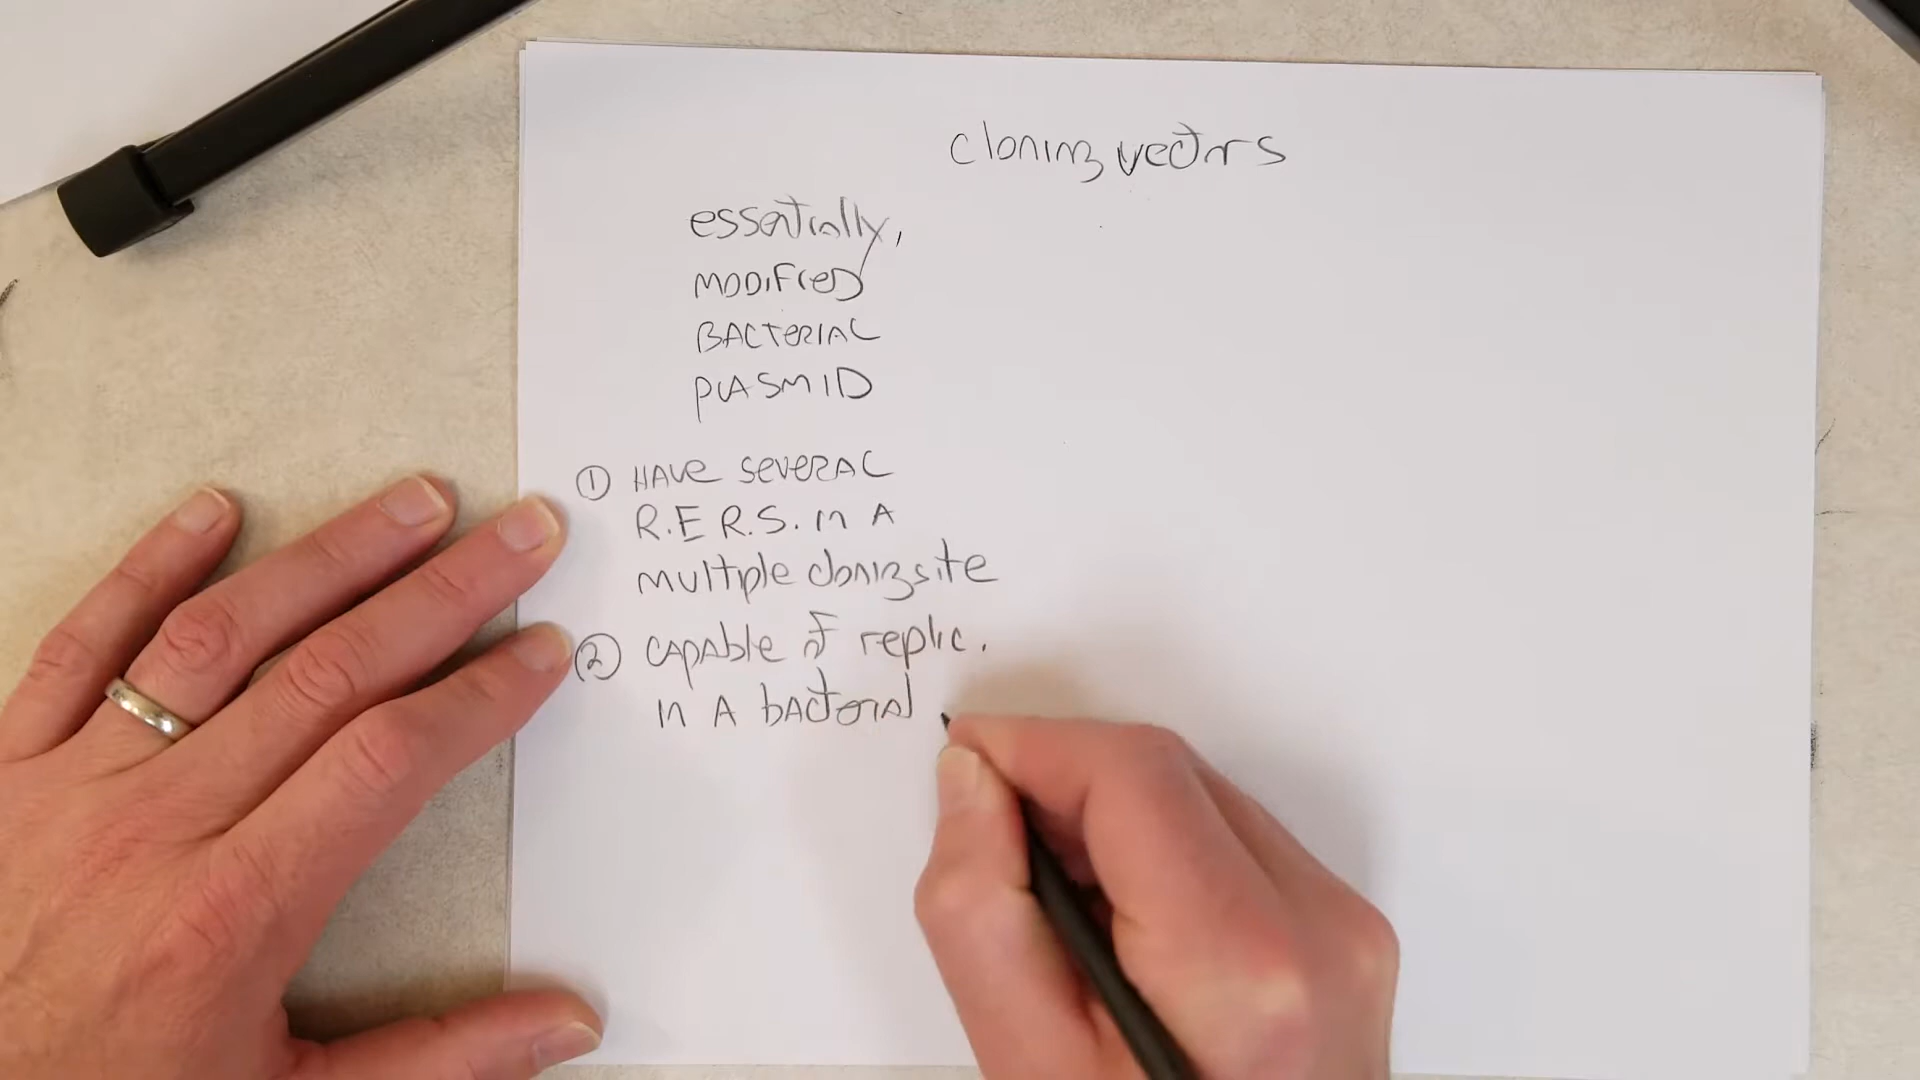 cloning vectors
essentially,
MODIFIED
BACTERIAL
PLASMID
① HAVE SEVERAL
R.E R.S. in A
multiple cloning site
② capable of replic.
in A bacterial